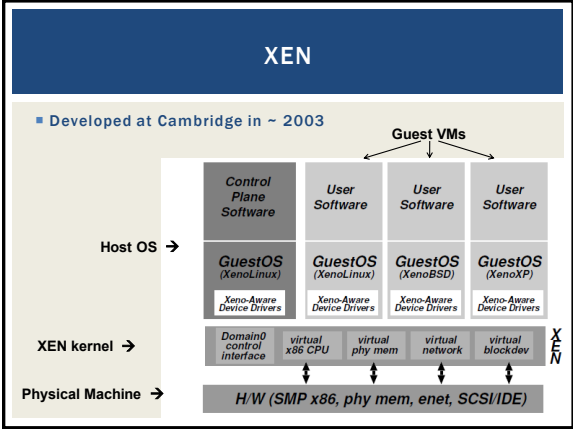 XEN
Developed at Cambridge in ~ 2003
Guest VMs
Control
Plane
Software
User
Software
User
Software
User
Software
Host OS →
GuestOS
(XenoLinux)
Xeno-Aware
Device Drivers
GuestOS
(XenoLinux)
Xeno-Aware
Device Drivers
GuestOS
(XenoBSD)
Xeno-Aware
Device Drivers
GuestOS
(XenoXP)
Xeno-Aware
Device Drivers
XEN kernel →
Domain0
control
interface
virtual
x86 CPU
virtual
phy mem
virtual
network
virtual
blockdev
XEN
Physical Machine →
H/W (SMP x86, phy mem, enet, SCSI/IDE)